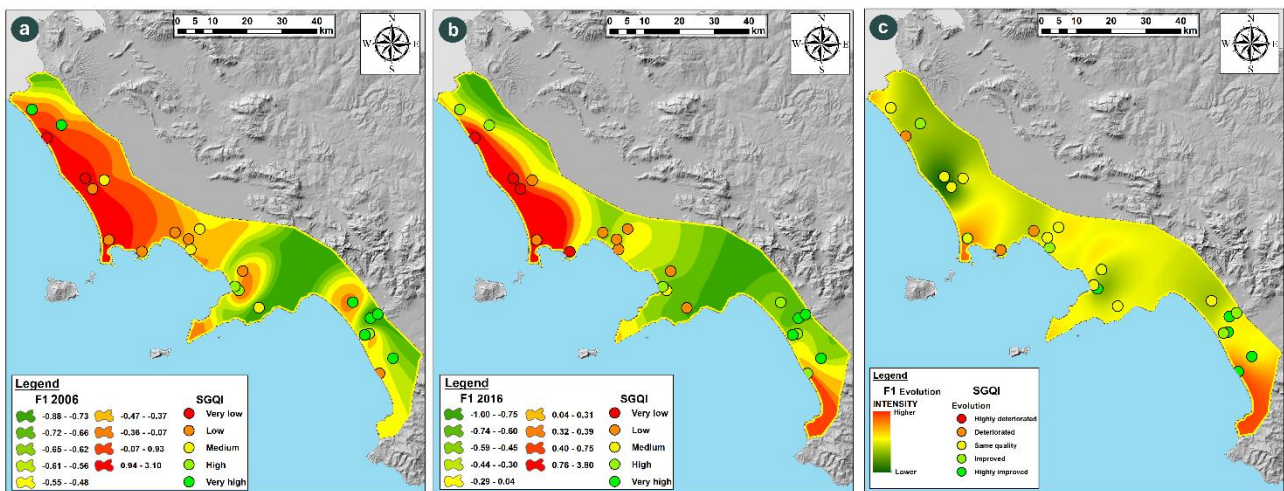 a
0 5 10 20 30 40
km
N
W E
S
Legend
F1 2006 SGQI
-0.88 - -0.73 -0.47 - -0.37 Very low
-0.72 - -0.66 -0.36 - -0.07 Low
-0.65 - -0.62 -0.07 - 0.93 Medium
-0.61 - -0.56 0.94 - 3.10 High
-0.55 - -0.48 Very high
b
0 5 10 20 30 40
km
N
W E
S
Legend
F1 2016 SGQI
-1.00 - -0.75 0.04 - 0.31 Very low
-0.74 - -0.60 0.32 - 0.39 Low
-0.59 - -0.45 0.40 - 0.75 Medium
-0.44 - -0.30 0.76 - 3.80 High
-0.29 - 0.04 Very high
c
0 5 10 20 30 40
km
N
W E
S
Legend
F1 Evolution SGQI
INTENSITY Evolution
Higher Highly deteriorated
Deteriorated
Same quality
Improved
Lower Highly improved